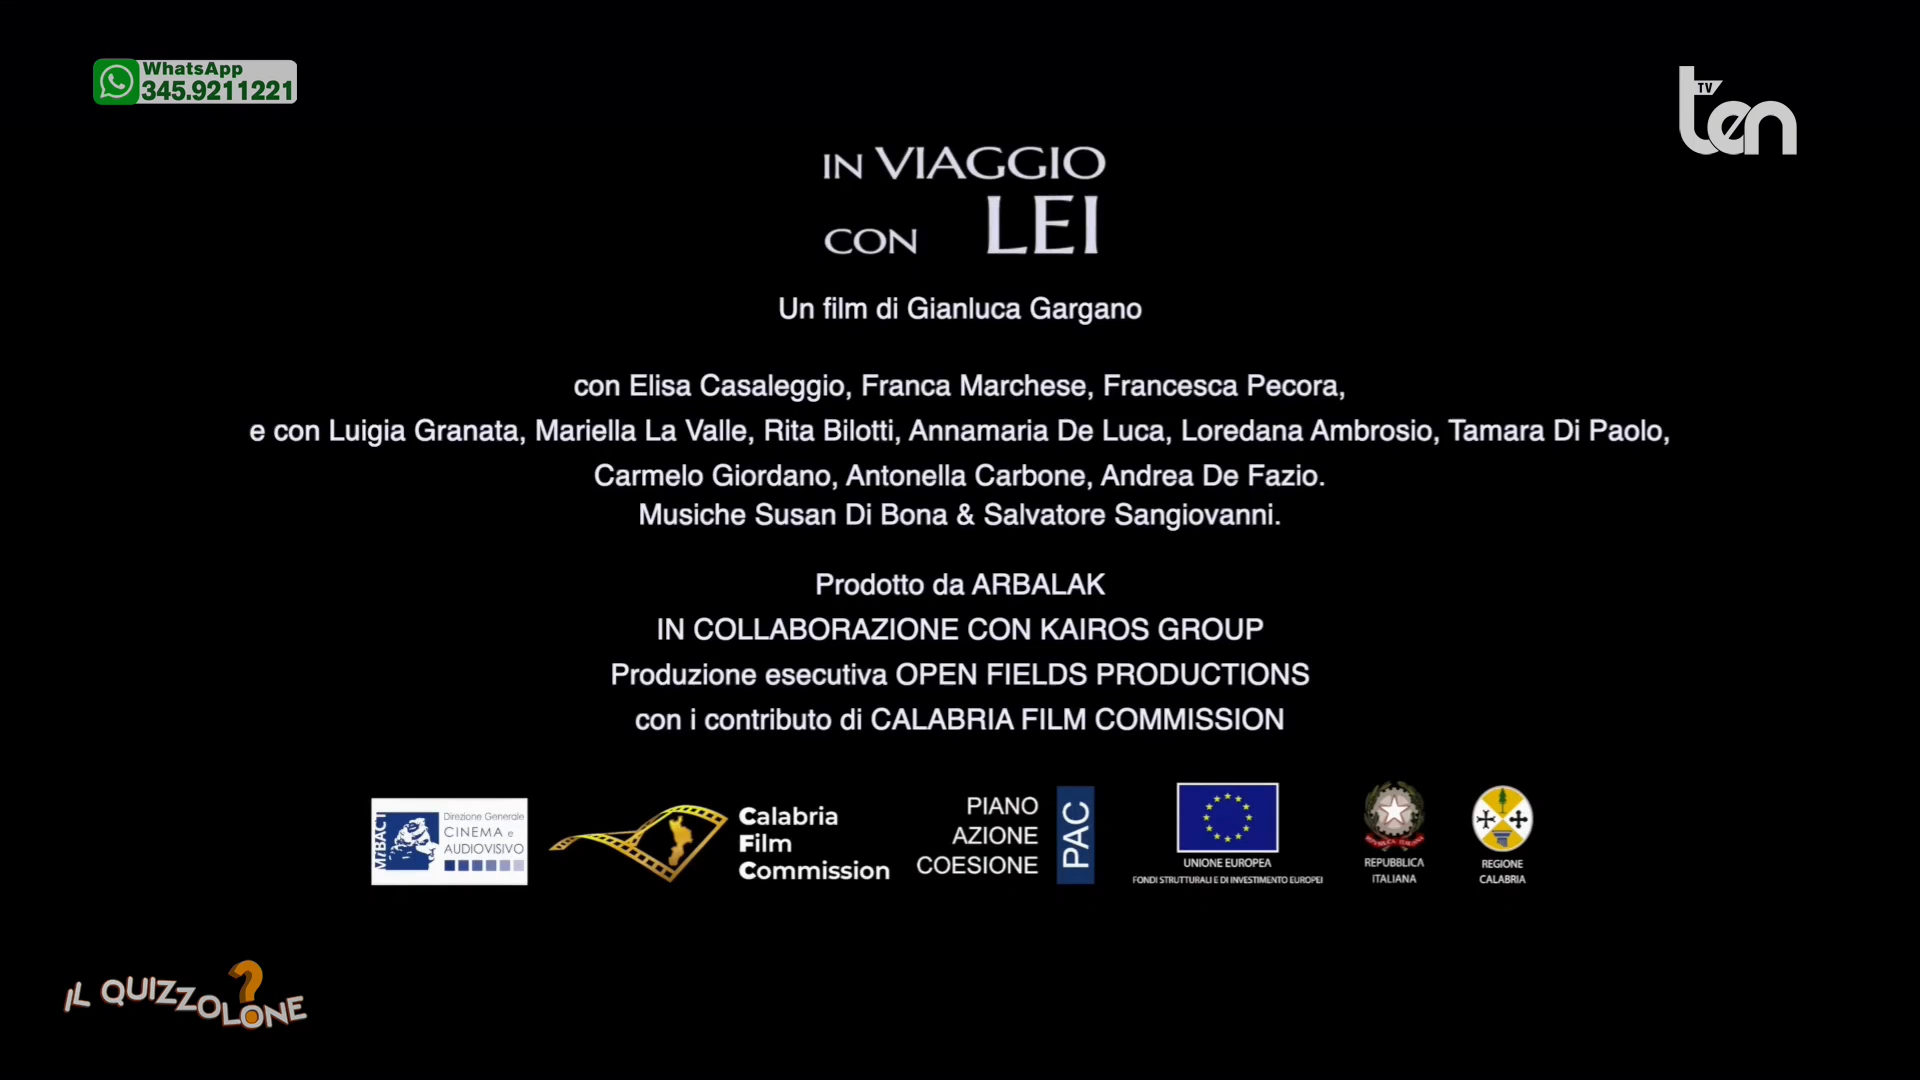 WhatsApp
345.9211221
TV
ten
IN VIAGGIO
CON LEI
Un film di Gianluca Gargano
con Elisa Casaleggio, Franca Marchese, Francesca Pecora,
e con Luigia Granata, Mariella La Valle, Rita Bilotti, Annamaria De Luca, Loredana Ambrosio, Tamara Di Paolo,
Carmelo Giordano, Antonella Carbone, Andrea De Fazio.
Musiche Susan Di Bona & Salvatore Sangiovanni.
Prodotto da ARBALAK
IN COLLABORAZIONE CON KAIROS GROUP
Produzione esecutiva OPEN FIELDS PRODUCTIONS
con i contributo di CALABRIA FILM COMMISSION
MiBACT
Direzione Generale
CINEMA e
AUDIOVISIVO
Calabria
Film
Commission
PIANO
AZIONE
COESIONE
PAC
UNIONE EUROPEA
FONDI STRUTTURALI E DI INVESTIMENTO EUROPEI
REPUBBLICA
ITALIANA
REGIONE
CALABRIA
IL QUIZZOLONE
?